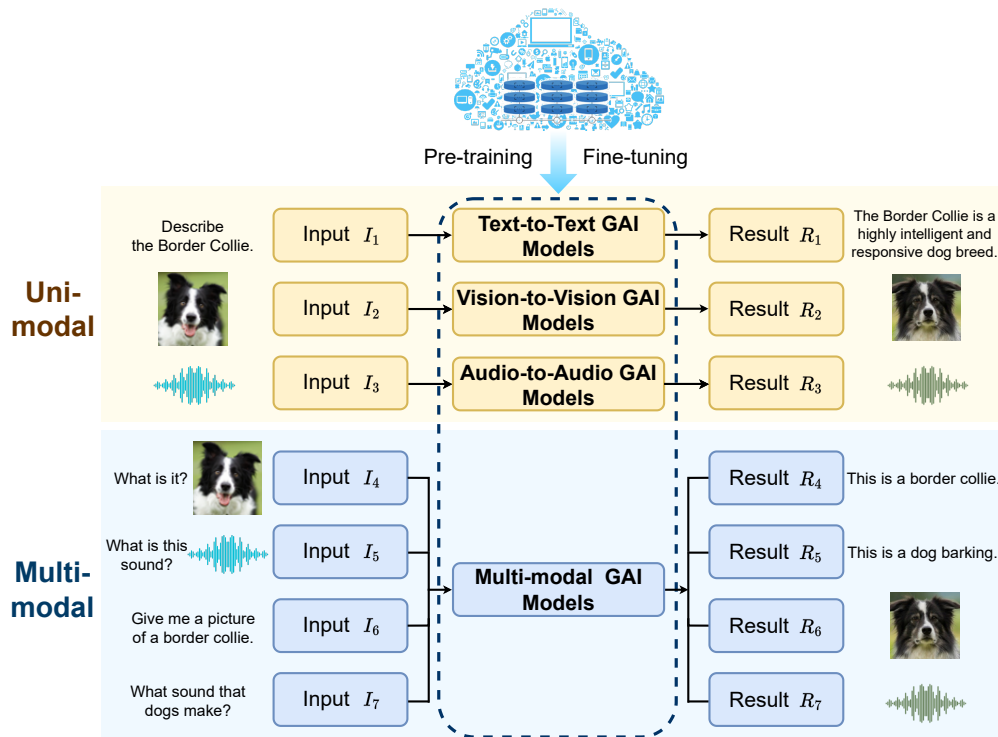 Pre-training
Fine-tuning
Uni-
modal
Describe
the Border Collie.
Input I₁
Text-to-Text GAI
Models
Result R₁
The Border Collie is a
highly intelligent and
responsive dog breed.
Input I₂
Vision-to-Vision GAI
Models
Result R₂
Input I₃
Audio-to-Audio GAI
Models
Result R₃
Multi-
modal
What is it?
Input I₄
Result R₄
This is a border collie.
What is this
sound?
Input I₅
Result R₅
This is a dog barking.
Multi-modal GAI
Models
Give me a picture
of a border collie.
Input I₆
Result R₆
What sound that
dogs make?
Input I₇
Result R₇